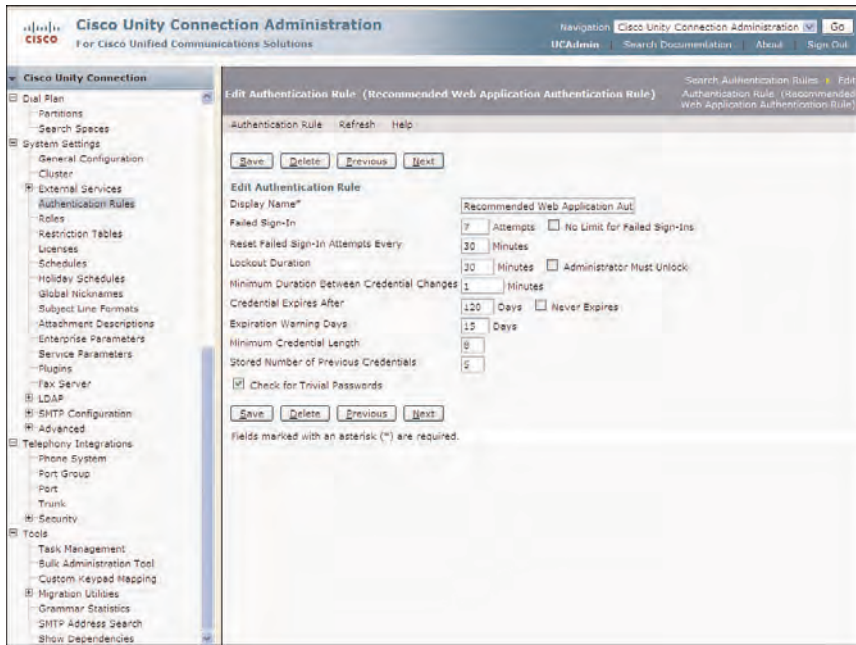 Cisco Unity Connection Administration
For Cisco Unified Communications Solutions
CISCO
Navigation Cisco Unity Connection Administration Go
UCAdmin Search Documentation About Sign Out
Cisco Unity Connection
Dial Plan
Partitions
Search Spaces
System Settings
General Configuration
Cluster
External Services
Authentication Rules
Roles
Restriction Tables
Licenses
Schedules
Holiday Schedules
Global Nicknames
Subject Line Formats
Attachment Descriptions
Enterprise Parameters
Service Parameters
Plugins
Fax Server
LDAP
SMTP Configuration
Advanced
Telephony Integrations
Phone System
Port Group
Port
Trunk
Security
Tools
Task Management
Bulk Administration Tool
Custom Keypad Mapping
Migration Utilities
Grammar Statistics
SMTP Address Search
Show Dependencies
Edit Authentication Rule (Recommended Web Application Authentication Rule)
Search Authentication Rules Edit
Authentication Rule (Recommended
Web Application Authentication Rule)
Authentication Rule Refresh Help
Save Delete Previous Next
Edit Authentication Rule
Display Name* Recommended Web Application Aut
Failed Sign-In 7 Attempts No Limit for Failed Sign-Ins
Reset Failed Sign-In Attempts Every 30 Minutes
Lockout Duration 30 Minutes Administrator Must Unlock
Minimum Duration Between Credential Changes 1 Minutes
Credential Expires After 120 Days Never Expires
Expiration Warning Days 15 Days
Minimum Credential Length 8
Stored Number of Previous Credentials 5
Check for Trivial Passwords
Save Delete Previous Next
Fields marked with an asterisk (*) are required.